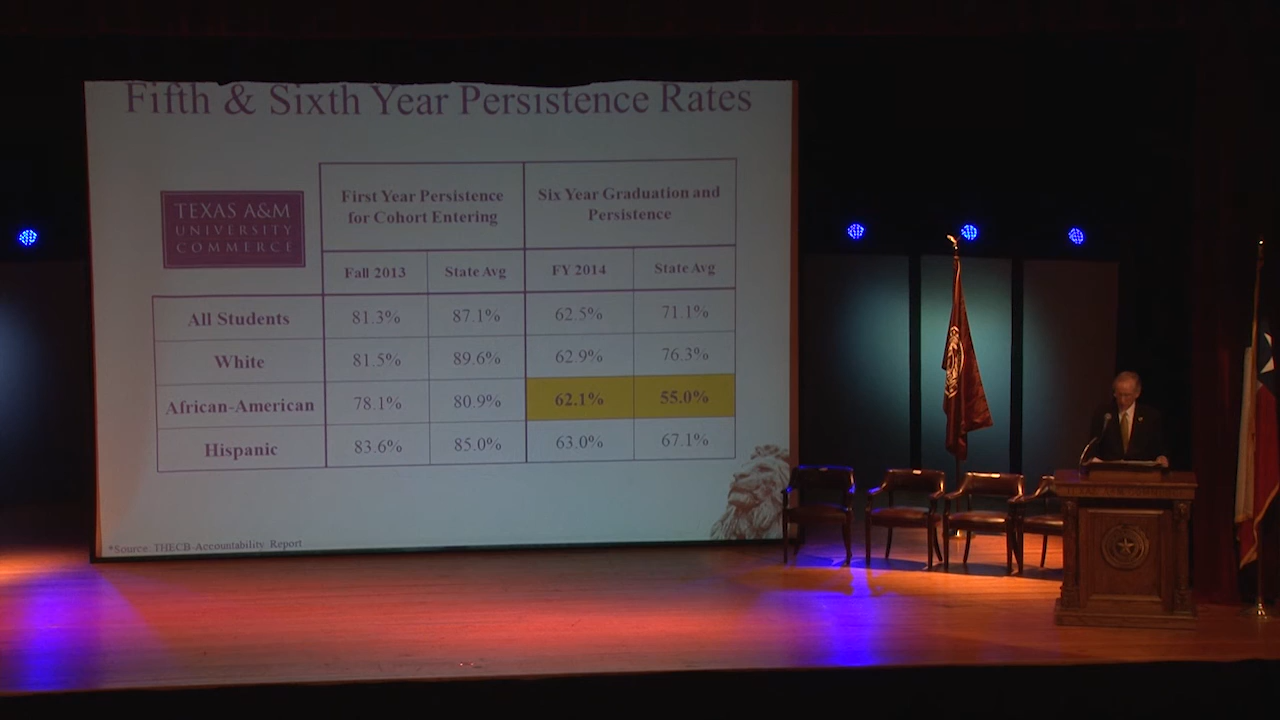 Fifth & Sixth Year Persistence Rates
TEXAS A&M
UNIVERSITY
COMMERCE
First Year Persistence
for Cohort Entering
Six Year Graduation and
Persistence
Fall 2013 State Avg FY 2014 State Avg
All Students 81.3% 87.1% 62.5% 71.1%
White 81.5% 89.6% 62.9% 76.3%
African-American 78.1% 80.9% 62.1% 55.0%
Hispanic 83.6% 85.0% 63.0% 67.1%
*Source: THECB-Accountability Report